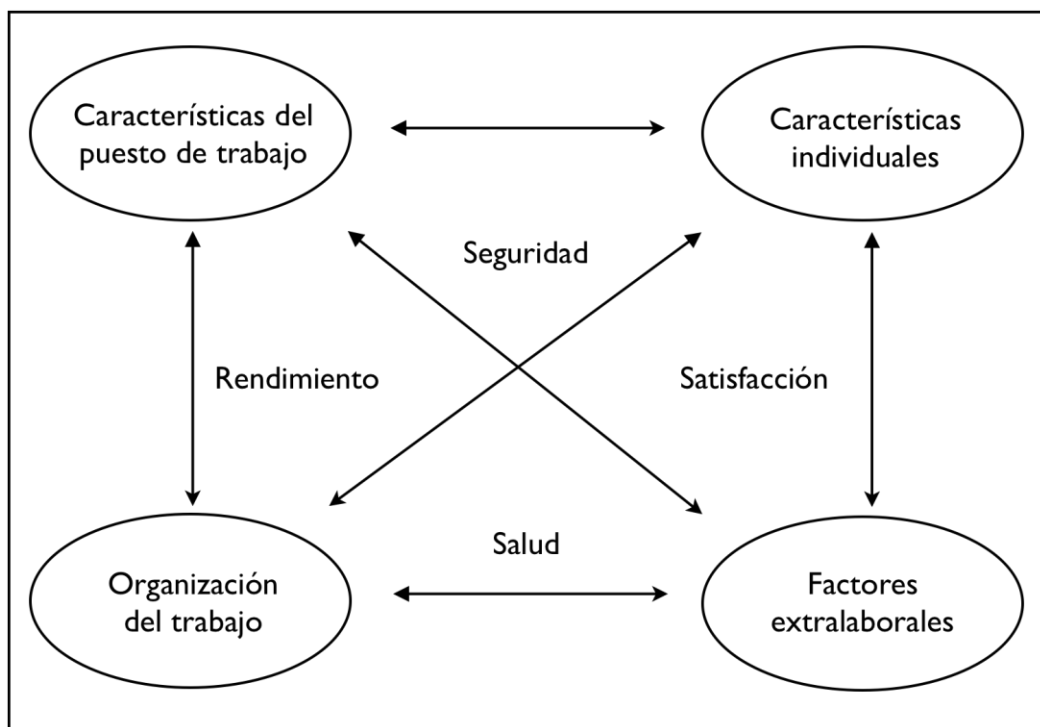 Características del
puesto de trabajo
Características
individuales
Seguridad
Rendimiento
Satisfacción
Salud
Organización
del trabajo
Factores
extralaborales